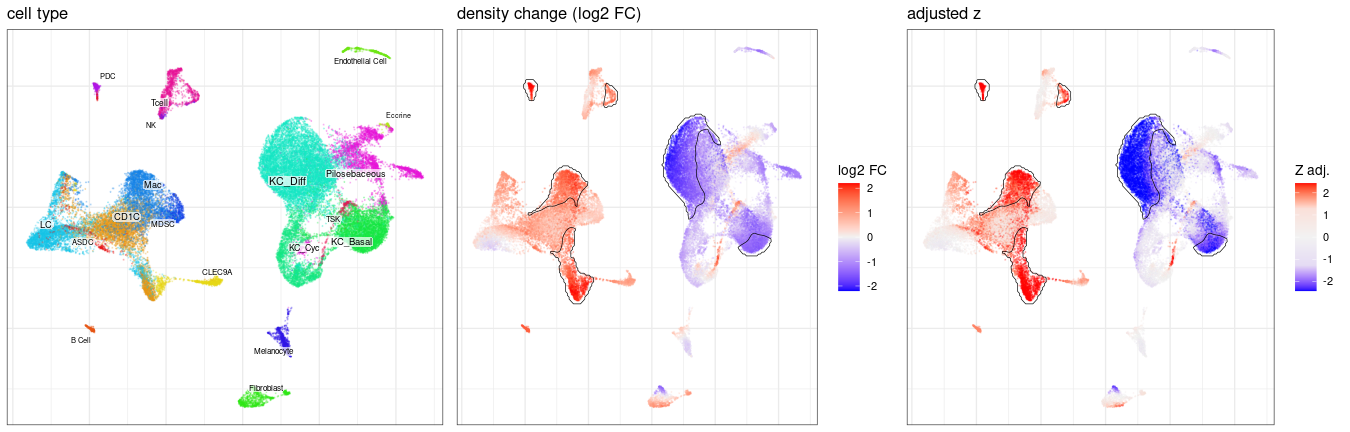 cell type
density change (log2 FC)
adjusted z
Endothelial Cell
PDC
Tcell
NK
Eccrine
KC_Diff
Pilosebaceous
Mac
CD1C
MDSC
LC
ASDC
TSK
KC_Cyc
KC_Basal
CLEC9A
B Cell
Melanocyte
Fibroblast
log2 FC
2
1
0
-1
-2
Z adj.
2
1
0
-1
-2